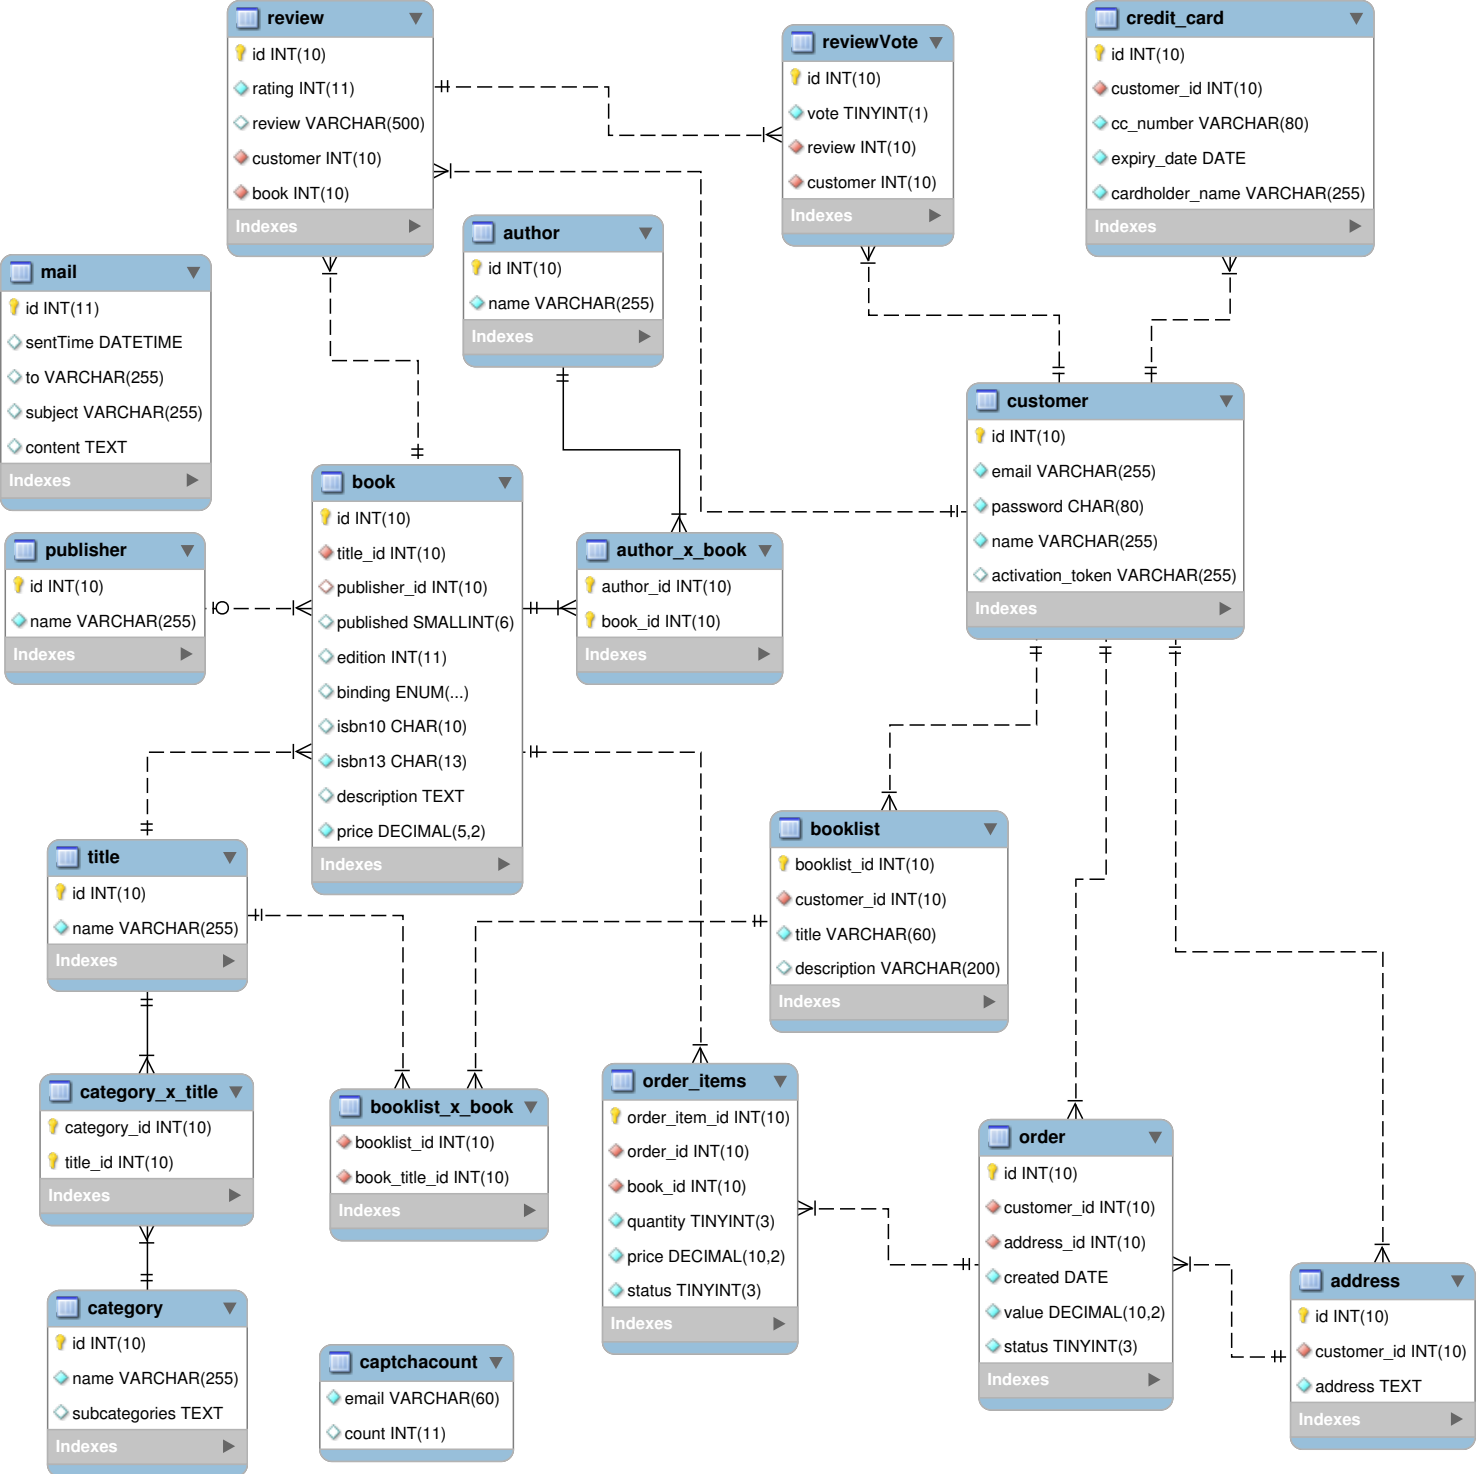 review
id INT(10)
rating INT(11)
review VARCHAR(500)
customer INT(10)
book INT(10)
Indexes
reviewVote
id INT(10)
vote TINYINT(1)
review INT(10)
customer INT(10)
Indexes
credit_card
id INT(10)
customer_id INT(10)
cc_number VARCHAR(80)
expiry_date DATE
cardholder_name VARCHAR(255)
Indexes
author
id INT(10)
name VARCHAR(255)
Indexes
mail
id INT(11)
sentTime DATETIME
to VARCHAR(255)
subject VARCHAR(255)
content TEXT
Indexes
customer
id INT(10)
email VARCHAR(255)
password CHAR(80)
name VARCHAR(255)
activation_token VARCHAR(255)
Indexes
book
id INT(10)
title_id INT(10)
publisher_id INT(10)
published SMALLINT(6)
edition INT(11)
binding ENUM(...)
isbn10 CHAR(10)
isbn13 CHAR(13)
description TEXT
price DECIMAL(5,2)
Indexes
publisher
id INT(10)
name VARCHAR(255)
Indexes
author_x_book
author_id INT(10)
book_id INT(10)
Indexes
title
id INT(10)
name VARCHAR(255)
Indexes
booklist
booklist_id INT(10)
customer_id INT(10)
title VARCHAR(60)
description VARCHAR(200)
Indexes
category_x_title
category_id INT(10)
title_id INT(10)
Indexes
booklist_x_book
booklist_id INT(10)
book_title_id INT(10)
Indexes
order_items
order_item_id INT(10)
order_id INT(10)
book_id INT(10)
quantity TINYINT(3)
price DECIMAL(10,2)
status TINYINT(3)
Indexes
order
id INT(10)
customer_id INT(10)
address_id INT(10)
created DATE
value DECIMAL(10,2)
status TINYINT(3)
Indexes
address
id INT(10)
customer_id INT(10)
address TEXT
Indexes
category
id INT(10)
name VARCHAR(255)
subcategories TEXT
Indexes
captchacount
email VARCHAR(60)
count INT(11)